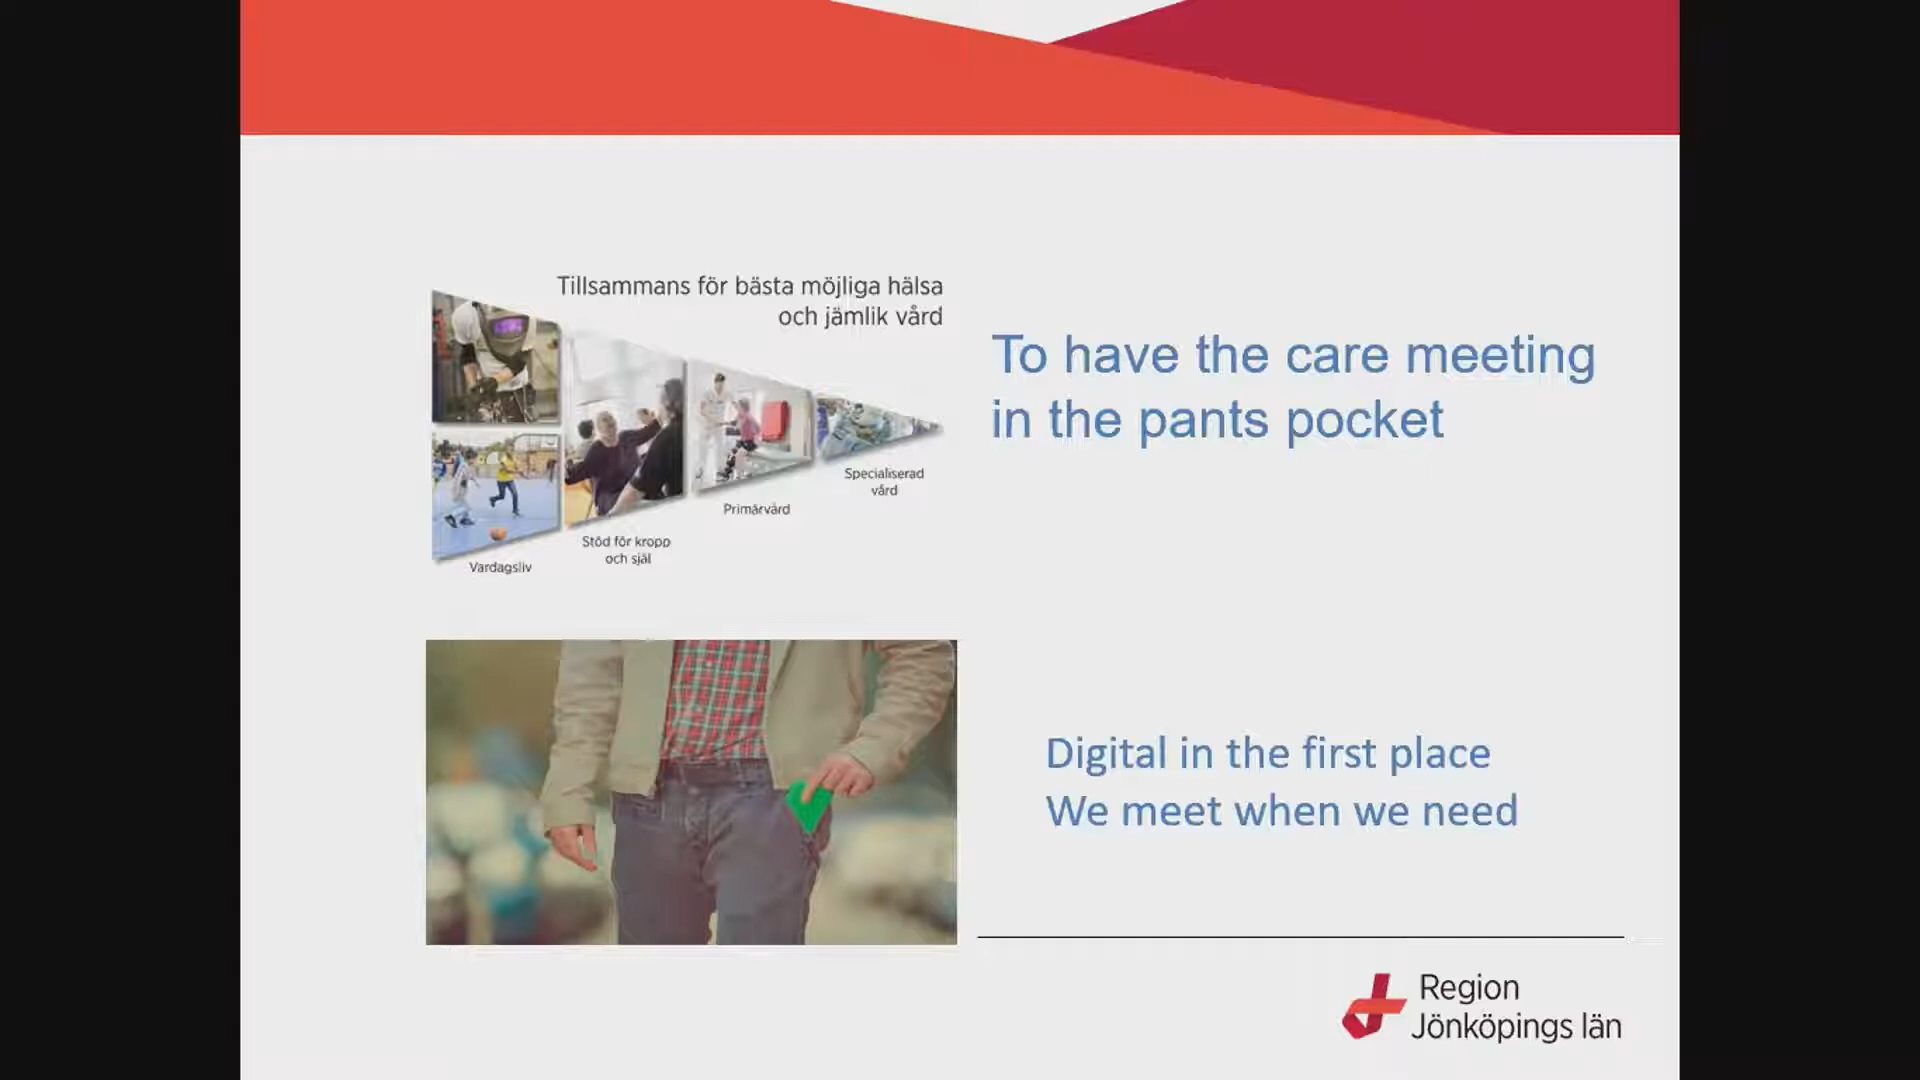 Tillsammans för bästa möjliga hälsa
och jämlik vård
To have the care meeting
in the pants pocket
Specialiserad
vård
Primärvård
Stöd för kropp
och själ
Vardagsliv
Digital in the first place
We meet when we need
Region
Jönköpings län